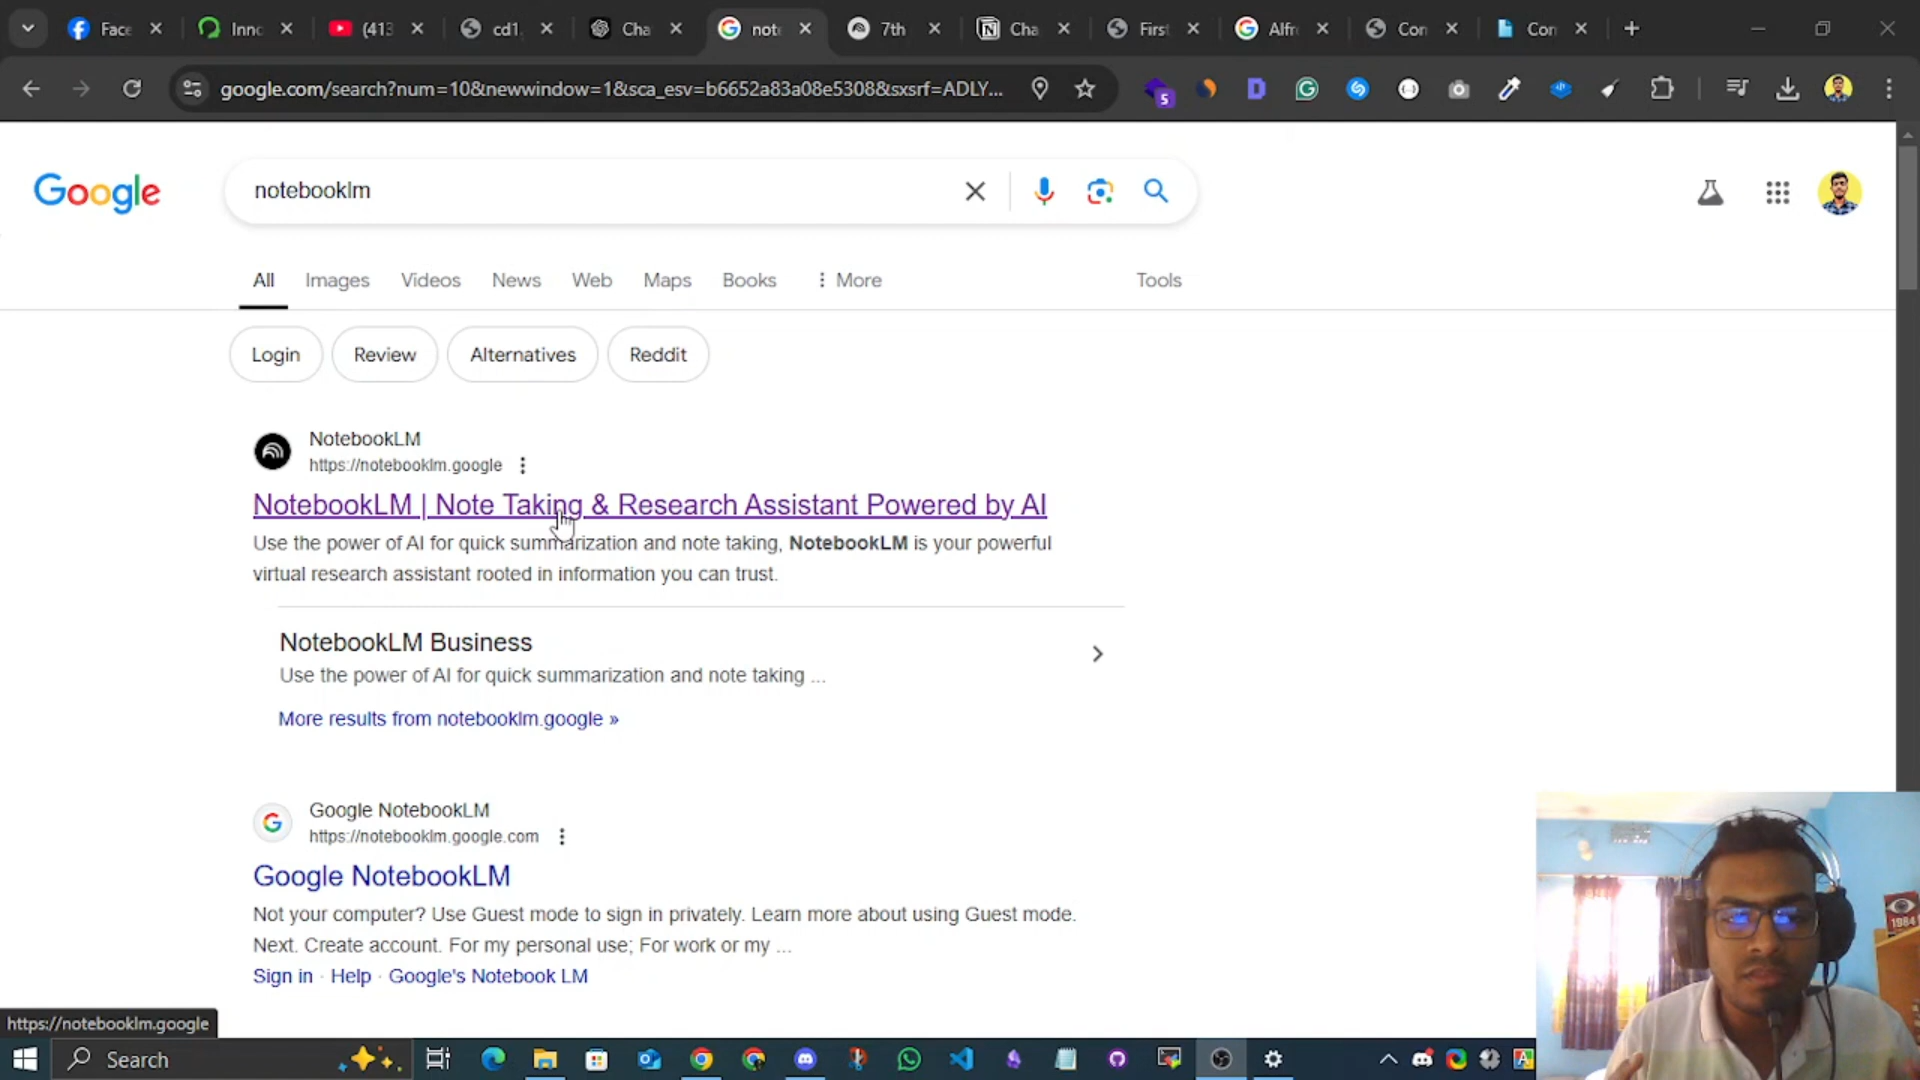 Face
Inno
(413
cd1
Cha
note
7th
Cha
First
Alfr
Con
Con
google.com/search?num=10&newwindow=1&sca_esv=b6652a83a08e5308&sxsrf=ADLY...
5
Google
notebooklm
All
Images
Videos
News
Web
Maps
Books
More
Tools
Login
Review
Alternatives
Reddit
NotebookLM
https://notebooklm.google
NotebookLM | Note Taking & Research Assistant Powered by AI
Use the power of AI for quick summarization and note taking, NotebookLM is your powerful
virtual research assistant rooted in information you can trust.
NotebookLM Business
Use the power of AI for quick summarization and note taking ...
More results from notebooklm.google »
Google NotebookLM
https://notebooklm.google.com
Google NotebookLM
Not your computer? Use Guest mode to sign in privately. Learn more about using Guest mode.
Next. Create account. For my personal use; For work or my ...
Sign in · Help · Google's Notebook LM
1984
https://notebooklm.google
Search